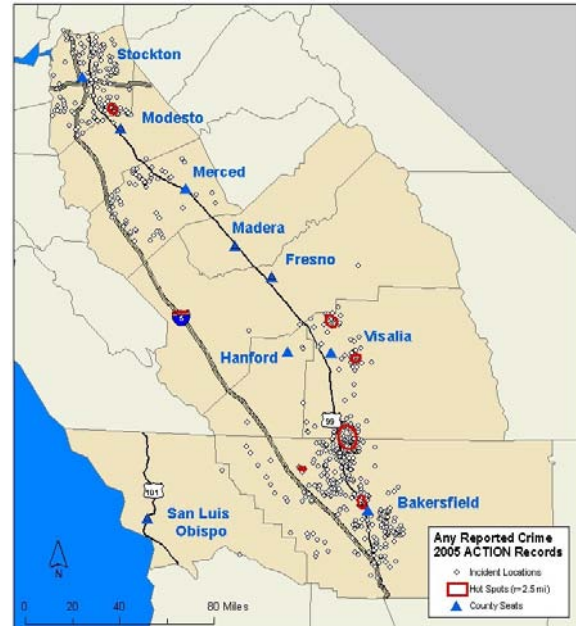 Stockton
Modesto
Merced
Madera
Fresno
5
Visalia
Hanford
99
101
San Luis
Obispo
Bakersfield
N
0 20 40 80 Miles
Any Reported Crime
2005 ACTION Records
Incident Locations
Hot Spots (r=2.5 mi)
County Seats